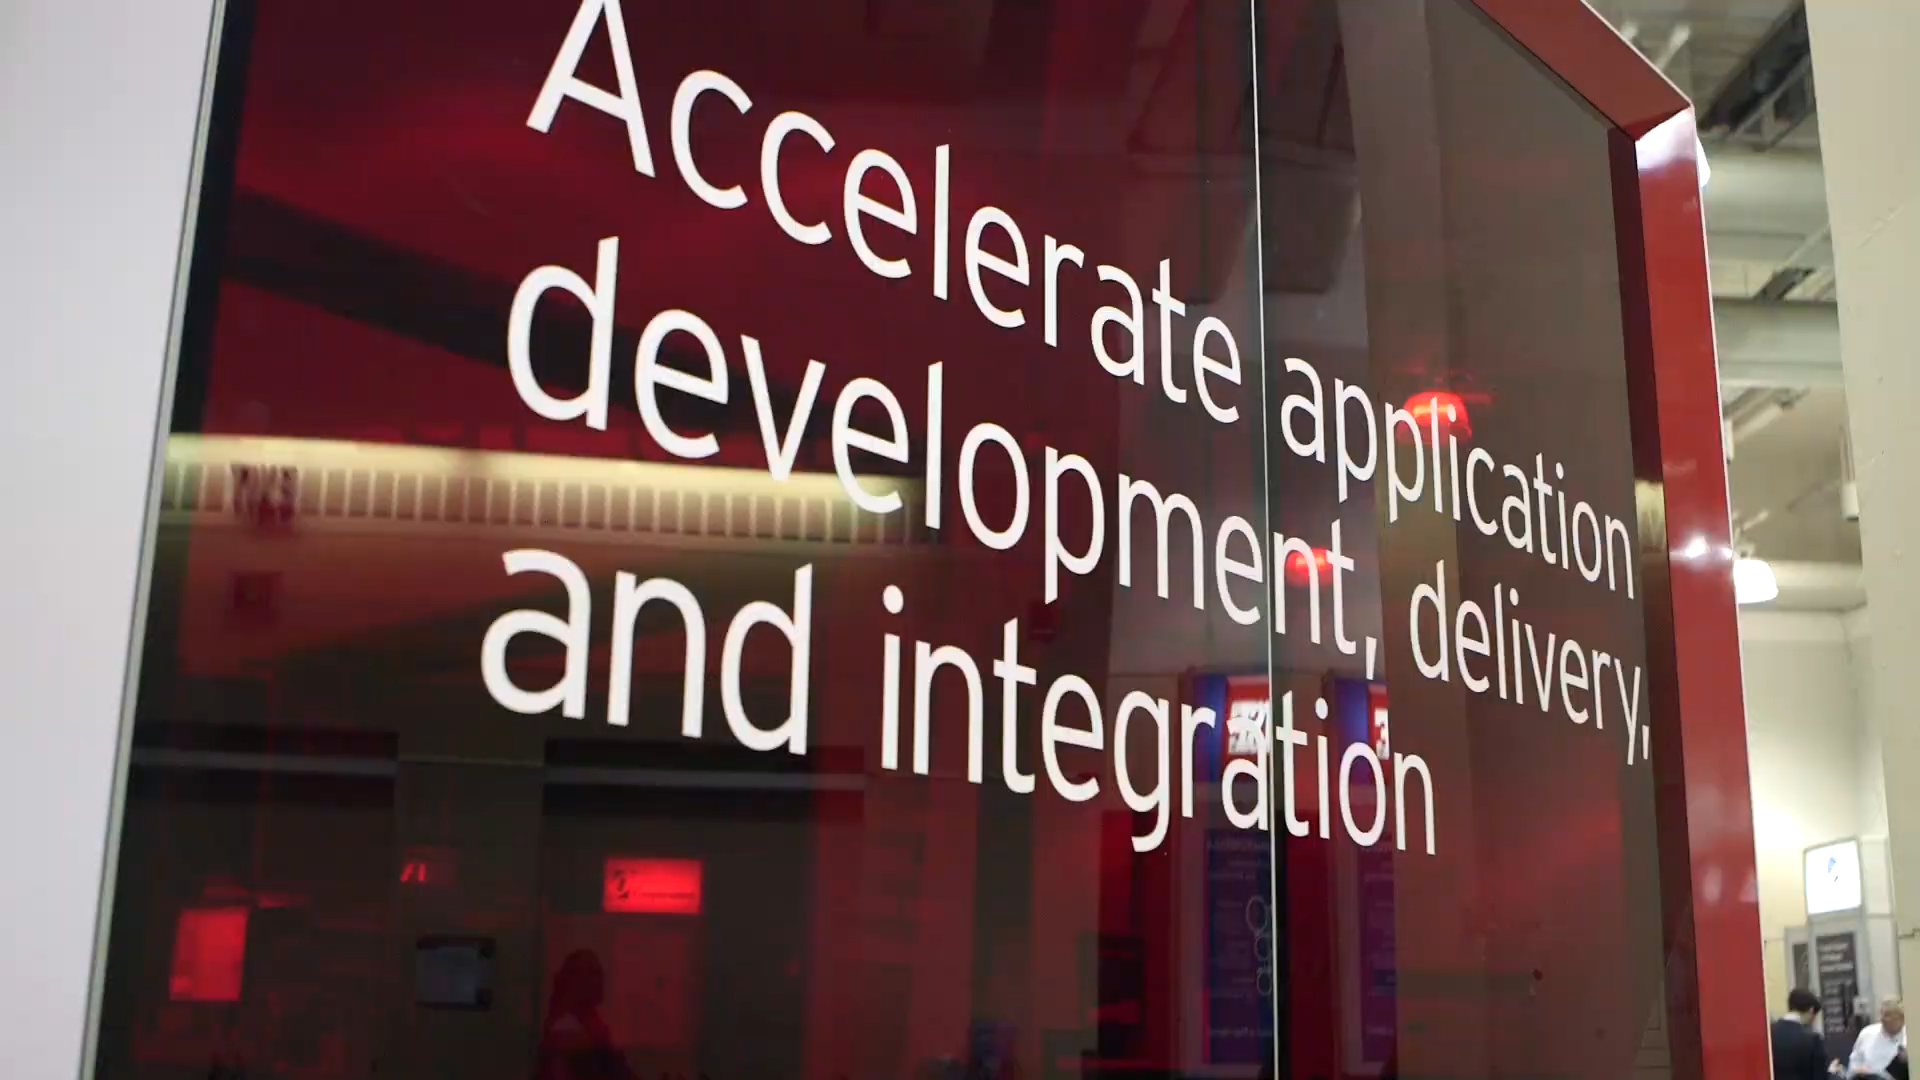 Accelerate application
development, delivery,
and integration